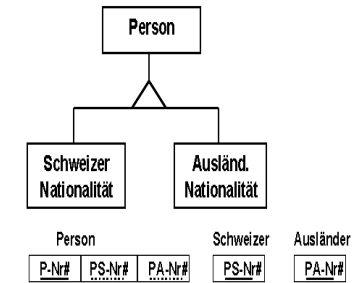 Person
Schweizer Nationalität
Ausländ. Nationalität
Person Schweizer Ausländer
P-Nr# PS-Nr# PA-Nr# PS-Nr# PA-Nr#